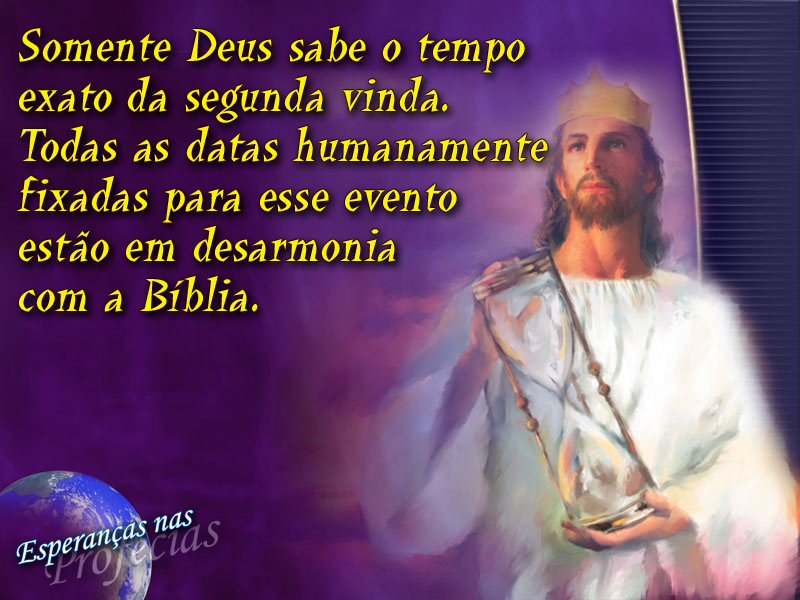 Somente Deus sabe o tempo
exato da segunda vinda.
Todas as datas humanamente
fixadas para esse evento
estão em desarmonia
com a Bíblia.
Esperanças nas
Profecias